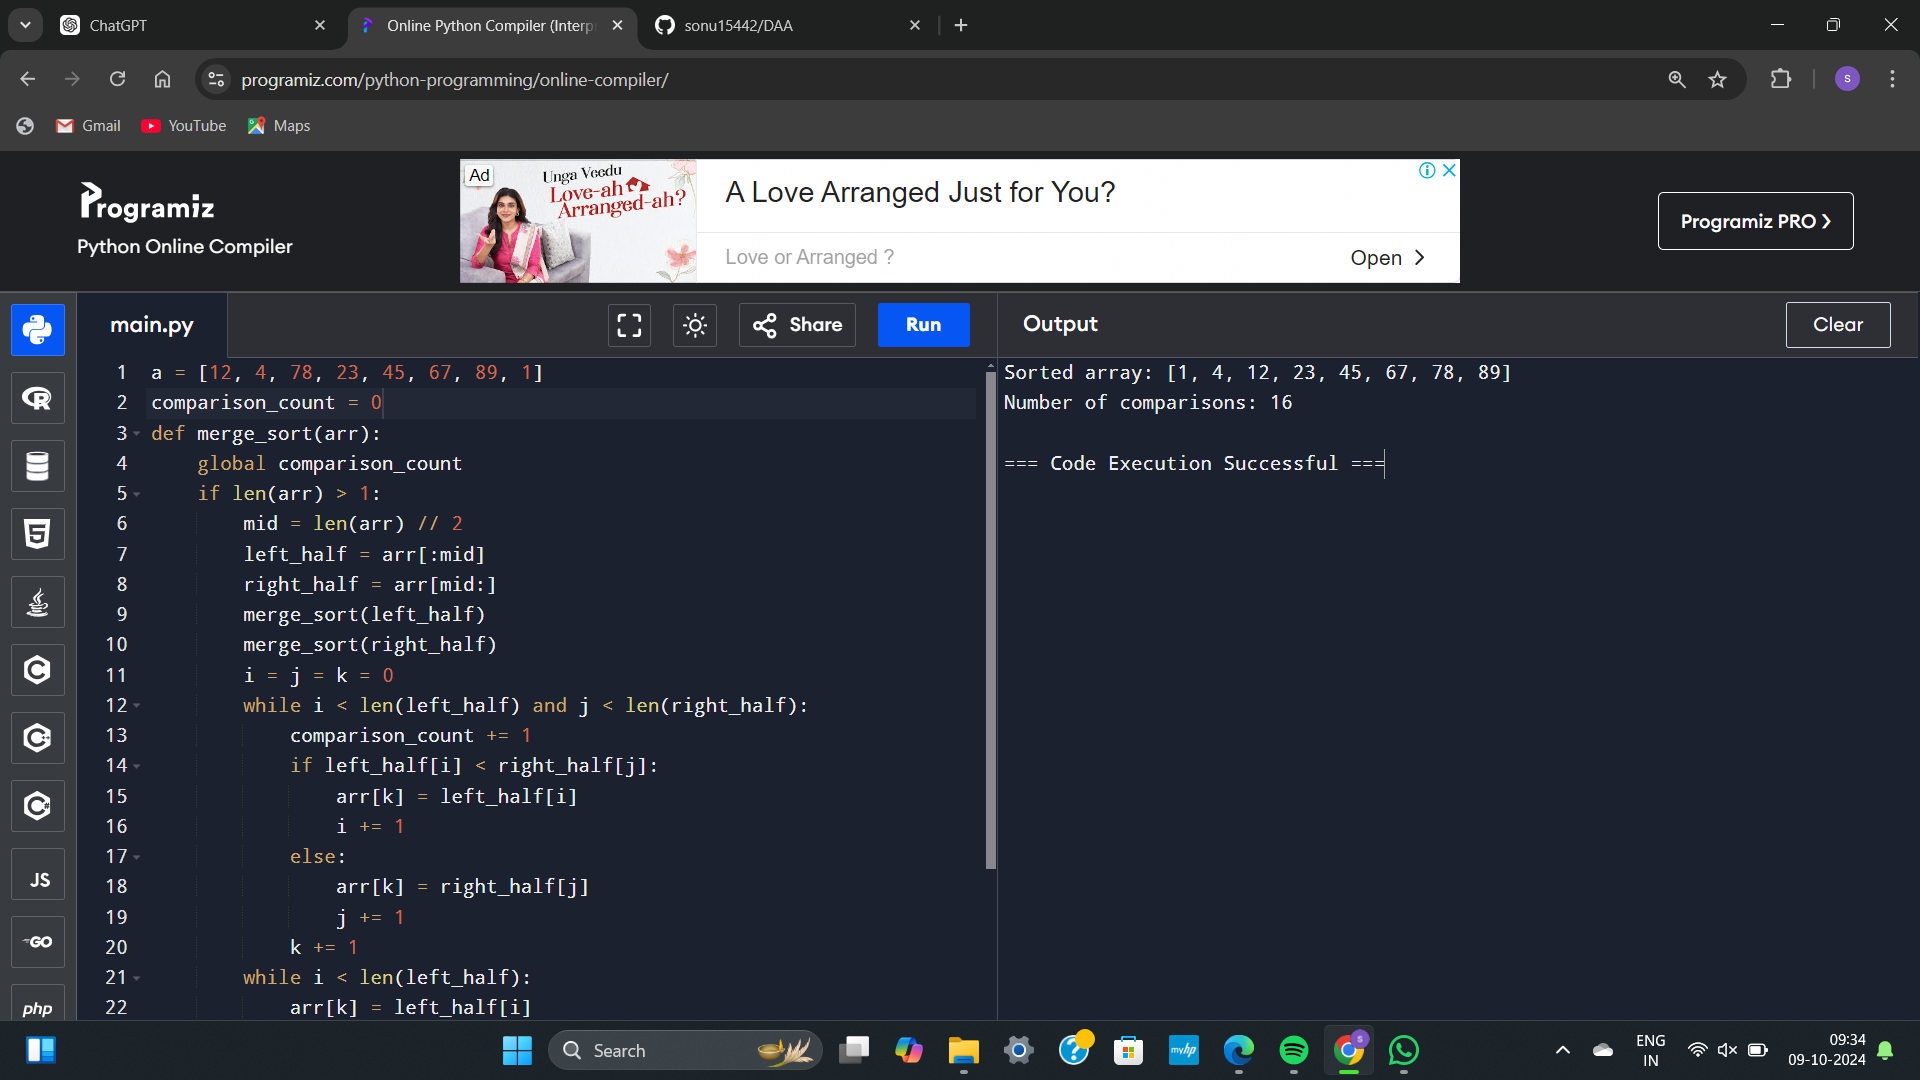 ChatGPT
Online Python Compiler (Interp
sonu15442/DAA
programiz.com/python-programming/online-compiler/
S
Gmail
YouTube
Maps
Programiz
Python Online Compiler
Ad
Unga Veedu
Love-ah
Arranged-ah?
A Love Arranged Just for You?
Love or Arranged ?
Open
Programiz PRO
main.py
Share
Run
Output
Clear
1 a = [12, 4, 78, 23, 45, 67, 89, 1]
2 comparison_count = 0
3 def merge_sort(arr):
4 global comparison_count
5 if len(arr) > 1:
6 mid = len(arr) // 2
7 left_half = arr[:mid]
8 right_half = arr[mid:]
9 merge_sort(left_half)
10 merge_sort(right_half)
11 i = j = k = 0
12 while i < len(left_half) and j < len(right_half):
13 comparison_count += 1
14 if left_half[i] < right_half[j]:
15 arr[k] = left_half[i]
16 i += 1
17 else:
18 arr[k] = right_half[j]
19 j += 1
20 k += 1
21 while i < len(left_half):
22 arr[k] = left_half[i]
Sorted array: [1, 4, 12, 23, 45, 67, 78, 89]
Number of comparisons: 16
=== Code Execution Successful ===
R
5
C
C++
C#
JS
GO
php
Search
myhp
S
ENG
IN
09:34
09-10-2024